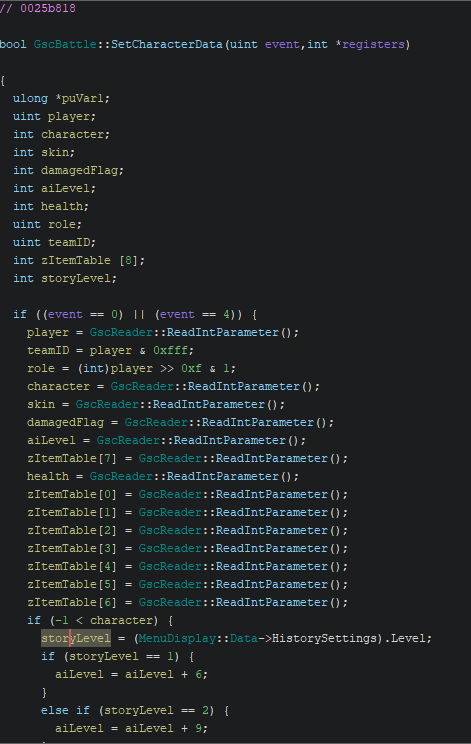 // 0025b818
bool GscBattle::SetCharacterData(uint event,int *registers)
{
ulong *puVar1;
uint player;
int character;
int skin;
int damagedFlag;
int aiLevel;
int health;
uint role;
uint teamID;
int zItemTable [8];
int storyLevel;
if ((event == 0) || (event == 4)) {
player = GscReader::ReadIntParameter();
teamID = player & 0xfff;
role = (int)player >> 0xf & 1;
character = GscReader::ReadIntParameter();
skin = GscReader::ReadIntParameter();
damagedFlag = GscReader::ReadIntParameter();
aiLevel = GscReader::ReadIntParameter();
zItemTable[7] = GscReader::ReadIntParameter();
health = GscReader::ReadIntParameter();
zItemTable[0] = GscReader::ReadIntParameter();
zItemTable[1] = GscReader::ReadIntParameter();
zItemTable[2] = GscReader::ReadIntParameter();
zItemTable[3] = GscReader::ReadIntParameter();
zItemTable[4] = GscReader::ReadIntParameter();
zItemTable[5] = GscReader::ReadIntParameter();
zItemTable[6] = GscReader::ReadIntParameter();
if (-1 < character) {
storyLevel = (MenuDisplay::Data->HistorySettings).Level;
if (storyLevel == 1) {
aiLevel = aiLevel + 6;
}
else if (storyLevel == 2) {
aiLevel = aiLevel + 9;